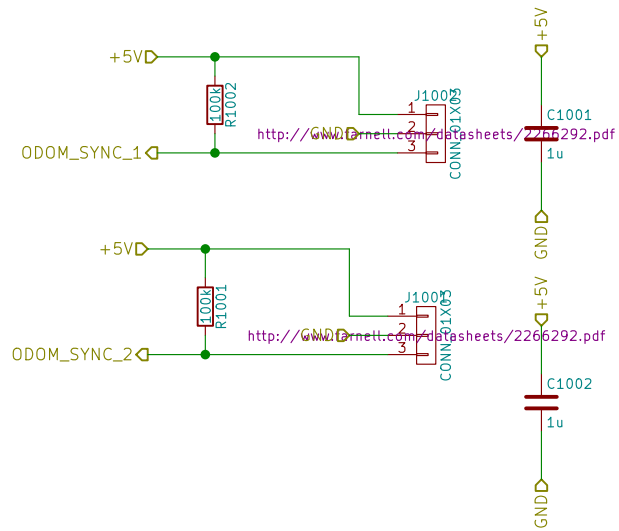 +5V
+5V
100k
R1002
J1002
1
2
3
GND
http://www.farnell.com/datasheets/2266292.pdf
CONN_01X03
ODOM_SYNC_1
C1001
1u
GND
+5V
+5V
100k
R1001
1
2
3
GND
http://www.farnell.com/datasheets/2266292.pdf
CONN_01X03
ODOM_SYNC_2
C1002
1u
GND